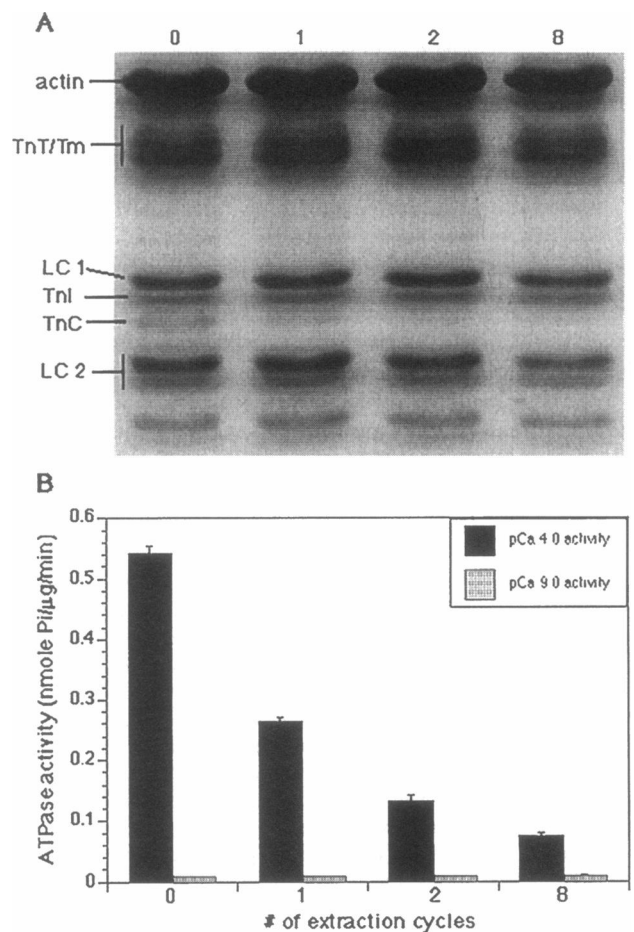 A
0 1 2 8
actin
TnT/Tm
LC 1
TnI
TnC
LC 2
B
0.6
0.5
0.4
0.3
0.2
0.1
0
ATPase activity (nmole Pi/μg/min)
pCa 4 0 activity
pCa 9 0 activity
0 1 2 8
# of extraction cycles